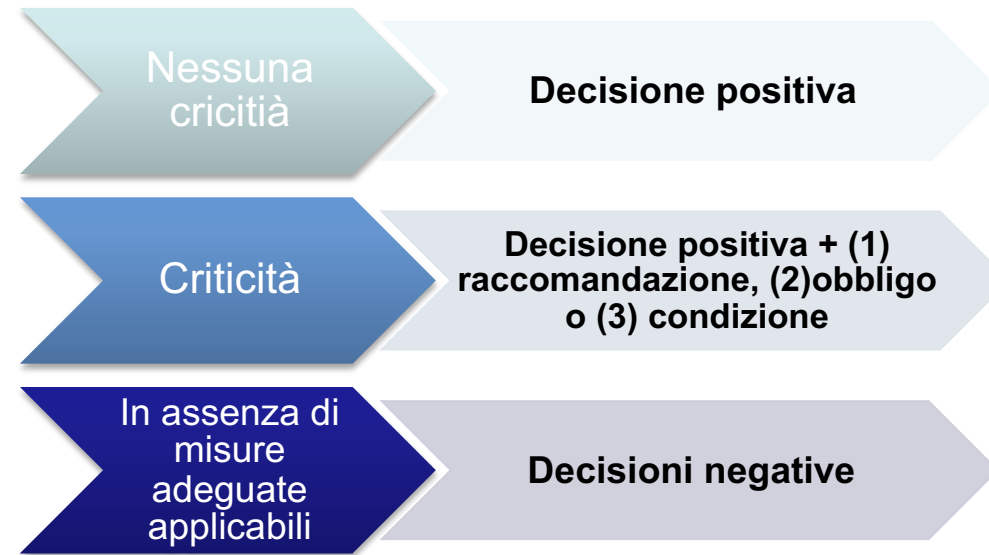 Nessuna
cricitià
Decisione positiva
Criticità
Decisione positiva + (1)
raccomandazione, (2)obbligo
o (3) condizione
In assenza di
misure
adeguate
applicabili
Decisioni negative